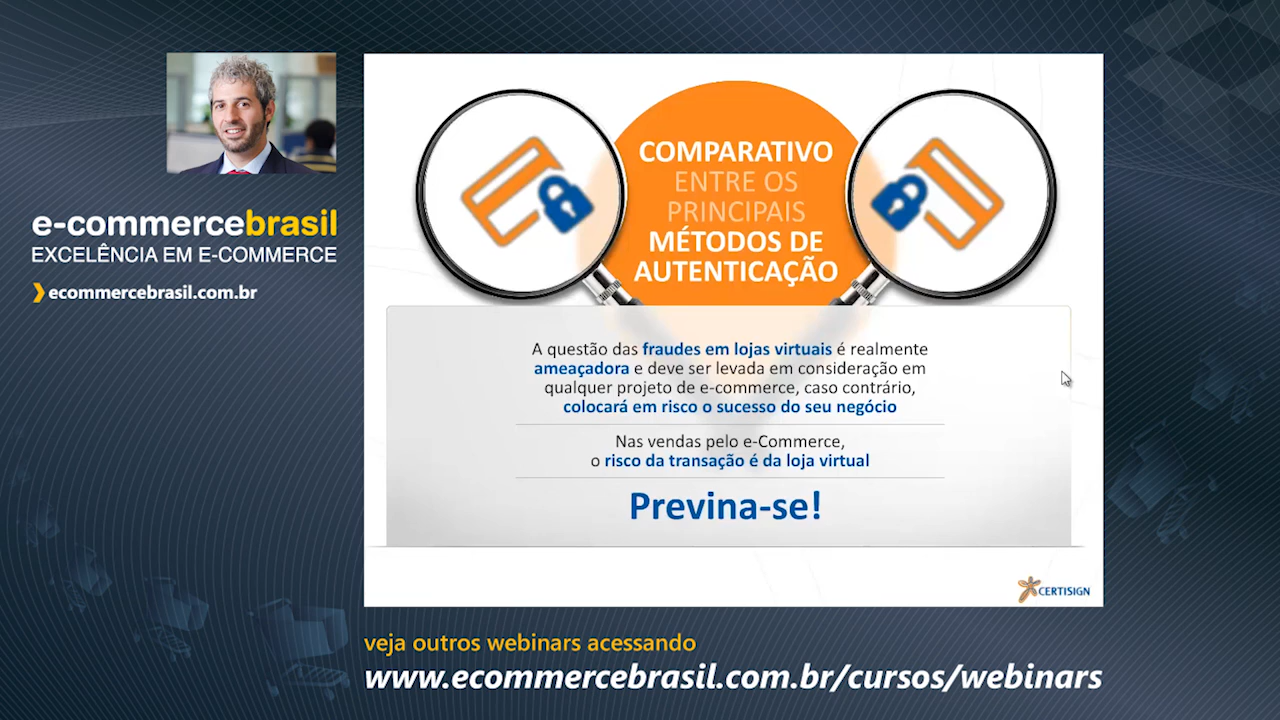 e-commercebrasil
EXCELÊNCIA EM E-COMMERCE
ecommercebrasil.com.br
COMPARATIVO
ENTRE OS
PRINCIPAIS
MÉTODOS DE
AUTENTICAÇÃO
A questão das fraudes em lojas virtuais é realmente
ameaçadora e deve ser levada em consideração em
qualquer projeto de e-commerce, caso contrário,
colocará em risco o sucesso do seu negócio
Nas vendas pelo e-Commerce,
o risco da transação é da loja virtual
Previna-se!
CERTISIGN
veja outros webinars acessando
www.ecommercebrasil.com.br/cursos/webinars